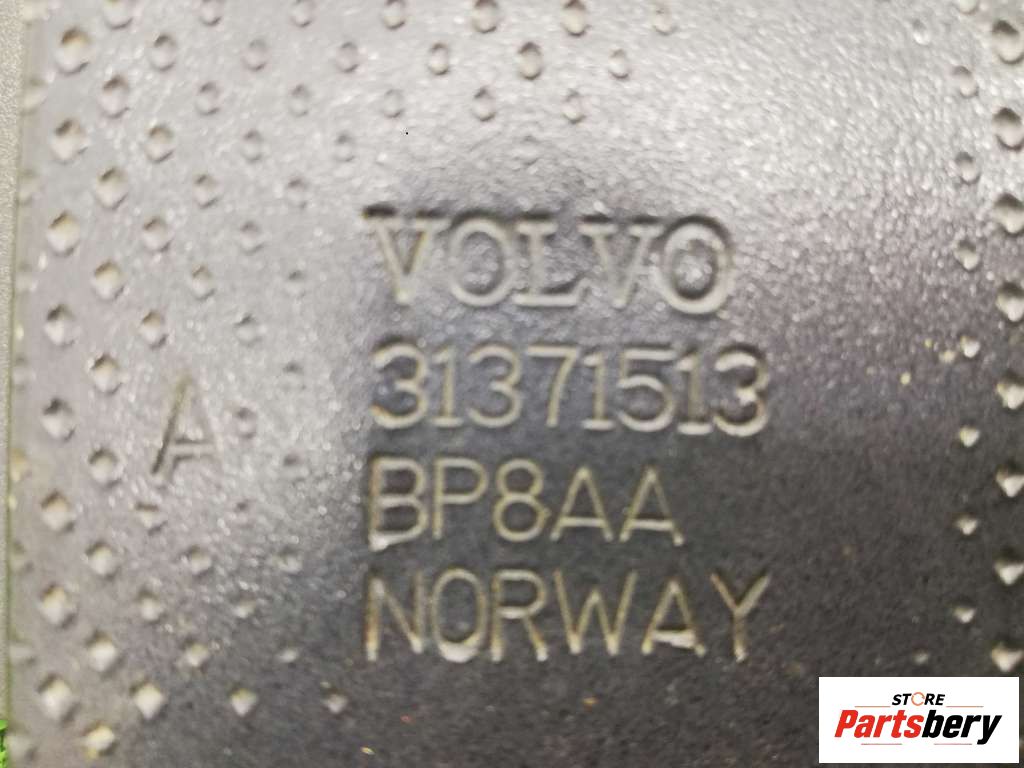 VOLVO
31371513
A
BP8AA
NORWAY
STORE
Partsbery